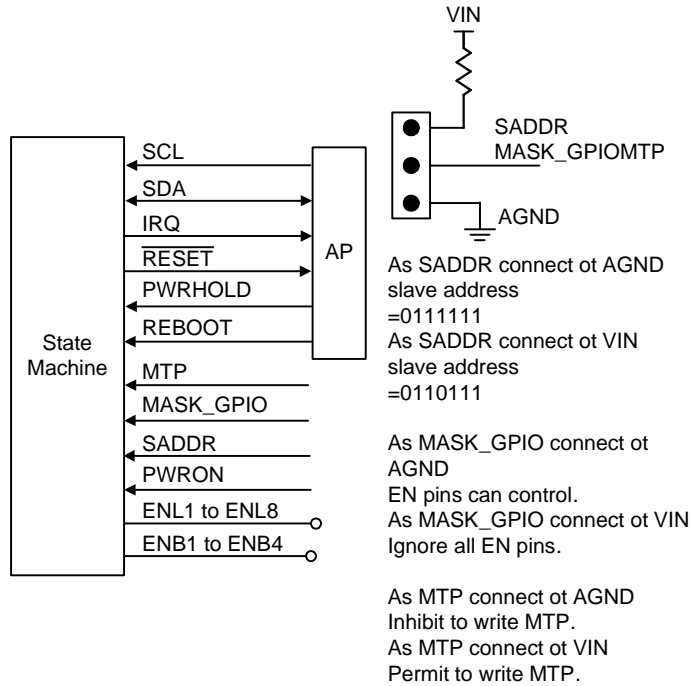 VIN
SADDR
MASK_GPIOMTP
AGND
SCL
SDA
IRQ
RESET
PWRHOLD
REBOOT
AP
State
Machine
MTP
MASK_GPIO
SADDR
PWRON
ENL1 to ENL8
ENB1 to ENB4
As SADDR connect ot AGND
slave address
=0111111
As SADDR connect ot VIN
slave address
=0110111
As MASK_GPIO connect ot
AGND
EN pins can control.
As MASK_GPIO connect ot VIN
Ignore all EN pins.
As MTP connect ot AGND
Inhibit to write MTP.
As MTP connect ot VIN
Permit to write MTP.